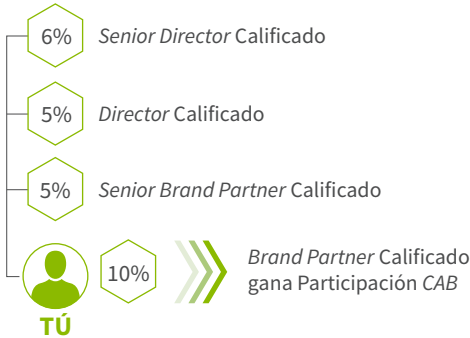 6% Senior Director Calificado
5% Director Calificado
5% Senior Brand Partner Calificado
10% Brand Partner Calificado
gana Participación CAB
TÚ